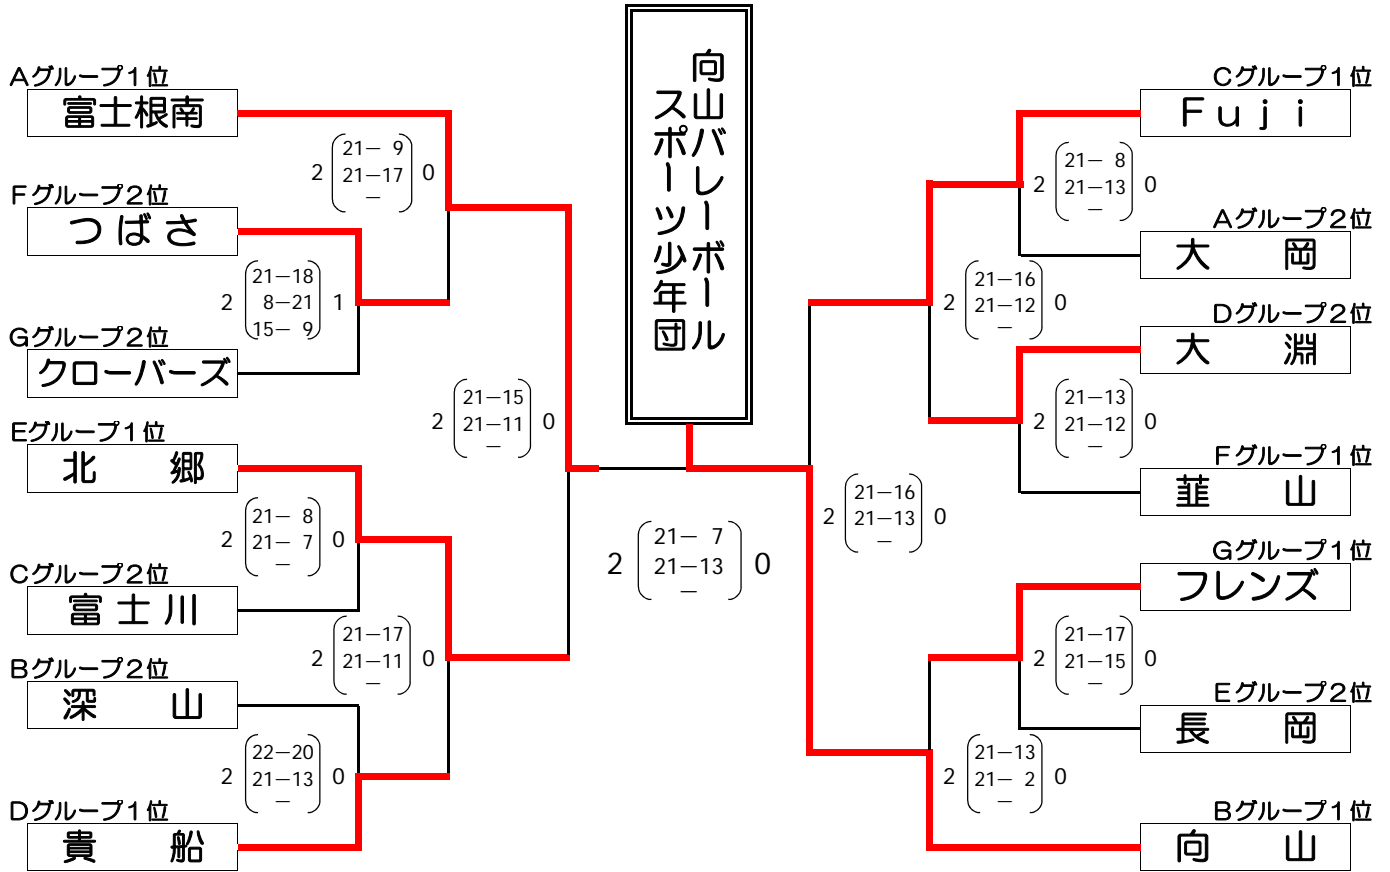 向山バレーボール
スポーツ少年団
Aグループ1位
富士根南
2 21－ 9 0
21－17
－
Fグループ2位
つばさ
2 21－18 1
8－21
15－ 9
Gグループ2位
クローバーズ
2 21－15 0
21－11
－
Eグループ1位
北 郷
2 21－ 8 0
21－ 7
－
Cグループ2位
富士川
2 21－17 0
21－11
－
Bグループ2位
深 山
2 22－20 0
21－13
－
Dグループ1位
貴 船
2 21－ 7 0
21－13
－
Cグループ1位
Ｆｕｊｉ
2 21－ 8 0
21－13
－
Aグループ2位
大 岡
2 21－16 0
21－12
－
Dグループ2位
大 淵
2 21－13 0
21－12
－
Fグループ1位
韮 山
2 21－16 0
21－13
－
Gグループ1位
フレンズ
2 21－17 0
21－15
－
Eグループ2位
長 岡
2 21－13 0
21－ 2
－
Bグループ1位
向 山